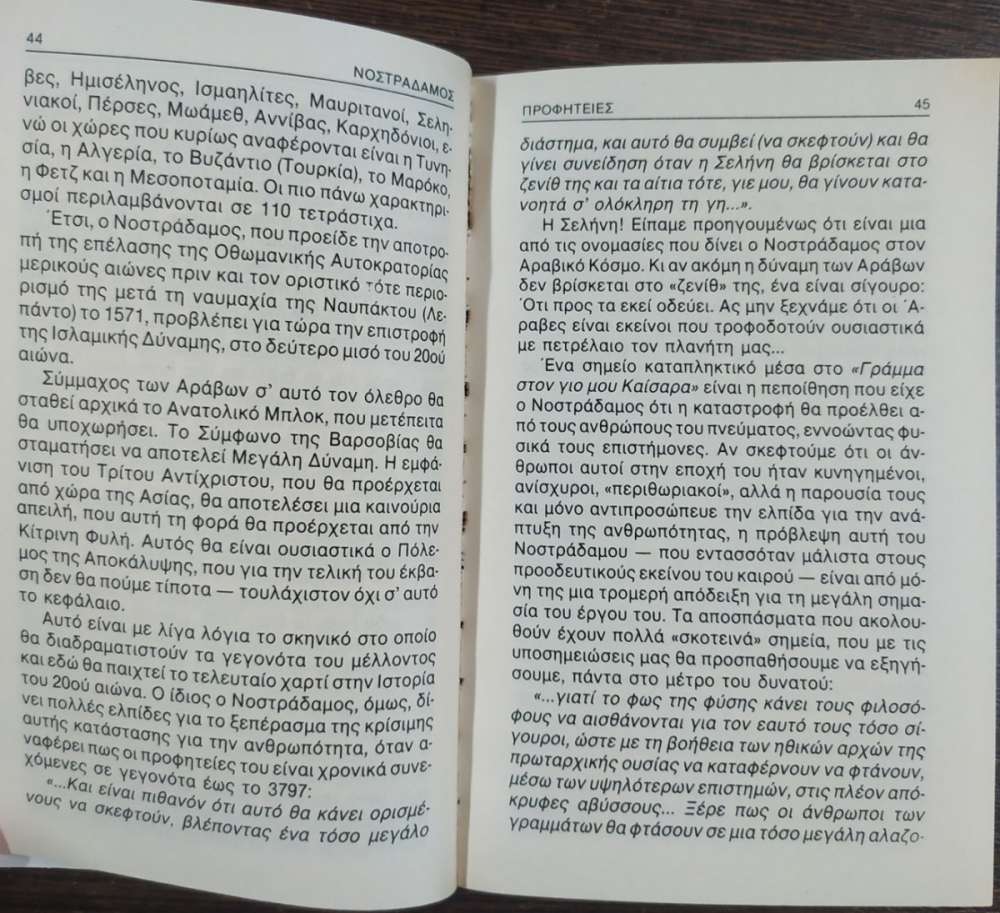 44
ΝΟΣΤΡΑΔΑΜΟΣ
βες, Ημισέληνος, Ισμαηλίτες, Μαυριτανοί, Σελη-
νιακοί, Πέρσες, Μωάμεθ, Αννίβας, Καρχηδόνιοι, ε-
νώ οι χώρες που κυρίως αναφέρονται είναι η Τυνη-
σία, η Αλγερία, το Βυζάντιο (Τουρκία), το Μαρόκο,
η Φετζ και η Μεσοποταμία. Οι πιο πάνω χαρακτηρι-
σμοί περιλαμβάνονται σε 110 τετράστιχα.
Έτσι, ο Νοστράδαμος, που προείδε την αποτρο-
πή της επέλασης της Οθωμανικής Αυτοκρατορίας
μερικούς αιώνες πριν και τον οριστικό τότε περιο-
ρισμό της μετά τη ναυμαχία της Ναυπάκτου (Λε-
πάντο) το 1571, προβλέπει για τώρα την επιστροφή
της Ισλαμικής Δύναμης, στο δεύτερο μισό του 20ού
αιώνα.
Σύμμαχος των Αράβων σ' αυτό τον όλεθρο θα
σταθεί αρχικά το Ανατολικό Μπλοκ, που μετέπειτα
θα υποχωρήσει. Το Σύμφωνο της Βαρσοβίας θα
σταματήσει να αποτελεί Μεγάλη Δύναμη. Η εμφά-
νιση του Τρίτου Αντίχριστου, που θα προέρχεται
από χώρα της Ασίας, θα αποτελέσει μια καινούρια
απειλή, που αυτή τη φορά θα προέρχεται από την
Κίτρινη Φυλή. Αυτός θα είναι ουσιαστικά ο Πόλε-
μος της Αποκάλυψης, που για την τελική του έκβα-
ση δεν θα πούμε τίποτα — τουλάχιστον όχι σ' αυτό
το κεφάλαιο.
Αυτό είναι με λίγα λόγια το σκηνικό στο οποίο
θα διαδραματιστούν τα γεγονότα του μέλλοντος
και εδώ θα παιχτεί το τελευταίο χαρτί στην Ιστορία
του 20ού αιώνα. Ο ίδιος ο Νοστράδαμος, όμως, δί-
νει πολλές ελπίδες για το ξεπέρασμα της κρίσιμης
αυτής κατάστασης για την ανθρωπότητα, όταν α-
ναφέρει πως οι προφητείες του είναι χρονικά συνε-
χόμενες σε γεγονότα έως το 3797:
«...Και είναι πιθανόν ότι αυτό θα κάνει ορισμέ-
νους να σκεφτούν, βλέποντας ένα τόσο μεγάλο
ΠΡΟΦΗΤΕΙΕΣ
45
διάστημα, και αυτό θα συμβεί (να σκεφτούν) και θα
γίνει συνείδηση όταν η Σελήνη θα βρίσκεται στο
ζενίθ της και τα αίτια τότε, γιε μου, θα γίνουν κατα-
νοητά σ' ολόκληρη τη γη...».
Η Σελήνη! Είπαμε προηγουμένως ότι είναι μια
από τις ονομασίες που δίνει ο Νοστράδαμος στον
Αραβικό Κόσμο. Κι αν ακόμη η δύναμη των Αράβων
δεν βρίσκεται στο «ζενίθ» της, ένα είναι σίγουρο:
Ότι προς τα εκεί οδεύει. Ας μην ξεχνάμε ότι οι Ά-
ραβες είναι εκείνοι που τροφοδοτούν ουσιαστικά
με πετρέλαιο τον πλανήτη μας...
Ένα σημείο καταπληκτικό μέσα στο «Γράμμα
στον γιο μου Καίσαρα» είναι η πεποίθηση που είχε
ο Νοστράδαμος ότι η καταστροφή θα προέλθει α-
πό τους ανθρώπους του πνεύματος, εννοώντας φυ-
σικά τους επιστήμονες. Αν σκεφτούμε ότι οι άν-
θρωποι αυτοί στην εποχή του ήταν κυνηγημένοι,
ανίσχυροι, «περιθωριακοί», αλλά η παρουσία τους
και μόνο αντιπροσώπευε την ελπίδα για την ανά-
πτυξη της ανθρωπότητας, η πρόβλεψη αυτή του
Νοστράδαμου — που εντασσόταν μάλιστα στους
προοδευτικούς εκείνου του καιρού — είναι από μό-
νη της μια τρομερή απόδειξη για τη μεγάλη σημα-
σία του έργου του. Τα αποσπάσματα που ακολου-
θούν έχουν πολλά «σκοτεινά» σημεία, που με τις
υποσημειώσεις μας θα προσπαθήσουμε να εξηγή-
σουμε, πάντα στο μέτρο του δυνατού:
«...γιατί το φως της φύσης κάνει τους φιλοσό-
φους να αισθάνονται για τον εαυτό τους τόσο σί-
γουροι, ώστε με τη βοήθεια των ηθικών αρχών της
πρωταρχικής ουσίας να καταφέρνουν να φτάνουν,
μέσω των υψηλότερων επιστημών, στις πλέον από-
κρυφες αβύσσους... Ξέρε πως οι άνθρωποι των
γραμμάτων θα φτάσουν σε μια τόσο μεγάλη αλαζο-